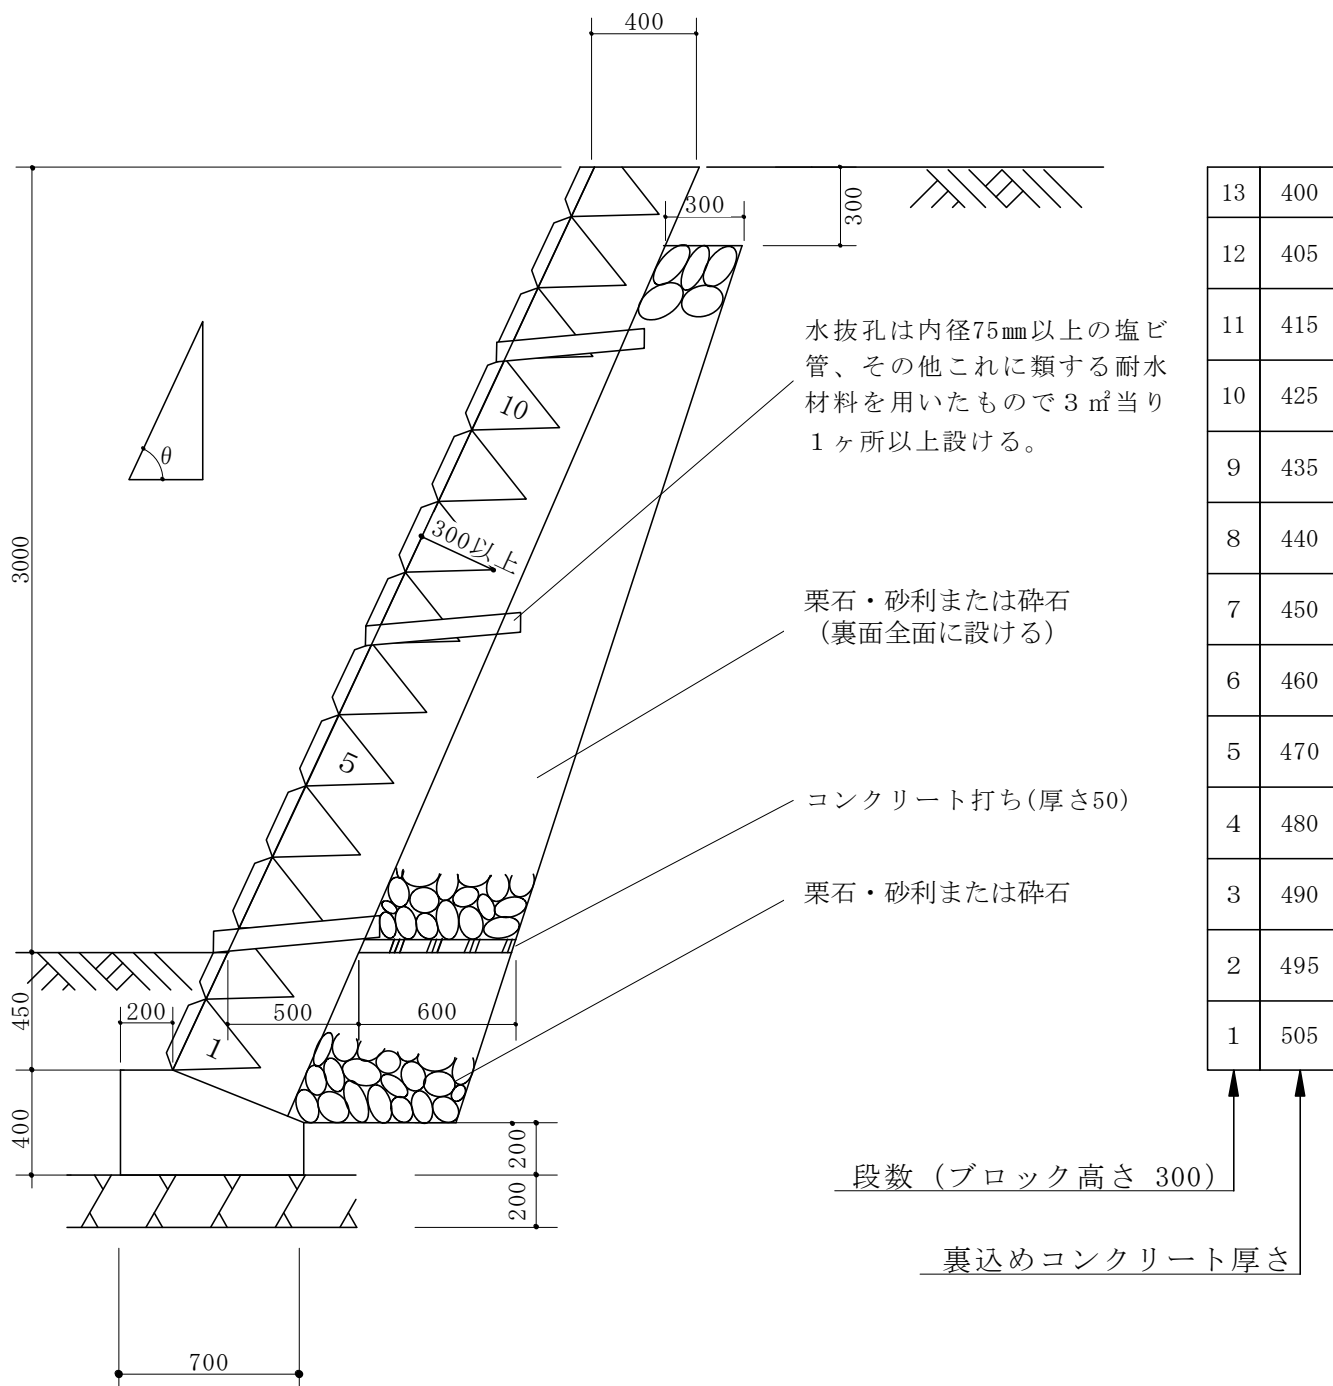 400
300
300
水抜孔は内径75㎜以上の塩ビ
管、その他これに類する耐水
材料を用いたもので３㎡当り
１ヶ所以上設ける。
θ
10
300以上
3000
栗石・砂利または砕石
（裏面全面に設ける）
5
コンクリート打ち(厚さ50)
栗石・砂利または砕石
450
200
500
600
1
400
200
200
700
13 400
12 405
11 415
10 425
9 435
8 440
7 450
6 460
5 470
4 480
3 490
2 495
1 505
段数（ブロック高さ 300）
裏込めコンクリート厚さ